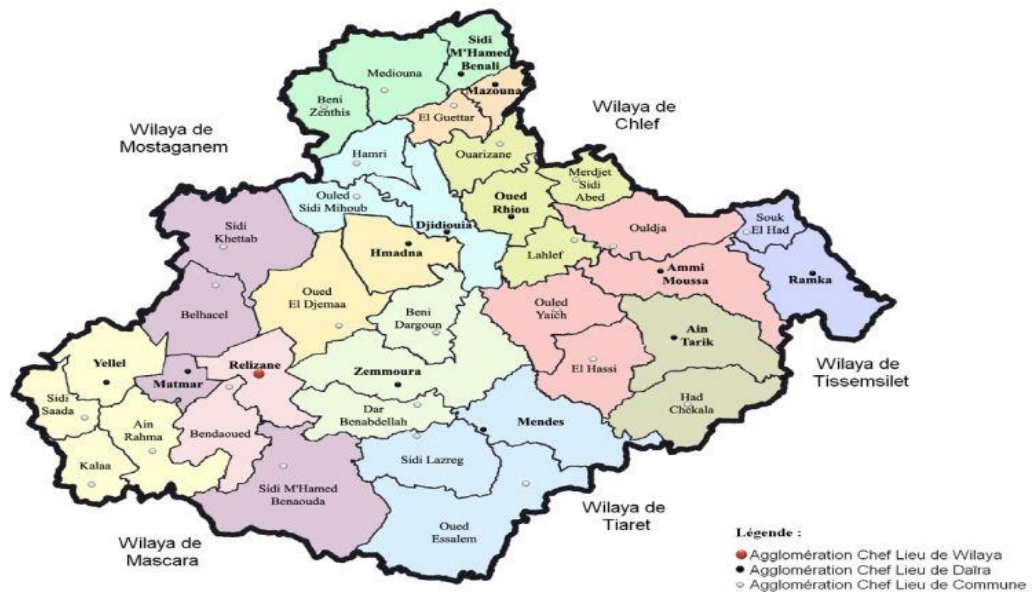 Sidi
M'Hamed
Benali
Mediouna
Mazouna
Beni
Zenthis
El Guettar
Wilaya de
Chlef
Wilaya de
Mostaganem
Hamri
Ouarizane
Merdjet
Sidi
Abed
Ouled
Sidi Mihoub
Oued
Rhiou
Djidiouia
Sidi
Khettab
Hmadna
Lahlef
Ouldja
Souk
El Had
Ammi
Moussa
Ramka
Oued
El Djemaa
Beni
Dargoun
Ouled
Yaich
Belhacel
Ain
Tarik
Yellel
Matmar
Relizane
Zemmoura
El Hassi
Wilaya de
Tissemsilet
Sidi
Saada
Ain
Rahma
Bendaoued
Dar
Benabdellah
Mendes
Had
Chekala
Kalaa
Sidi M'Hamed
Benaouda
Sidi Lazreg
Oued
Essalem
Wilaya de
Tiaret
Wilaya de
Mascara
Légende :
Agglomération Chef Lieu de Wilaya
Agglomération Chef Lieu de Daïra
Agglomération Chef Lieu de Commune